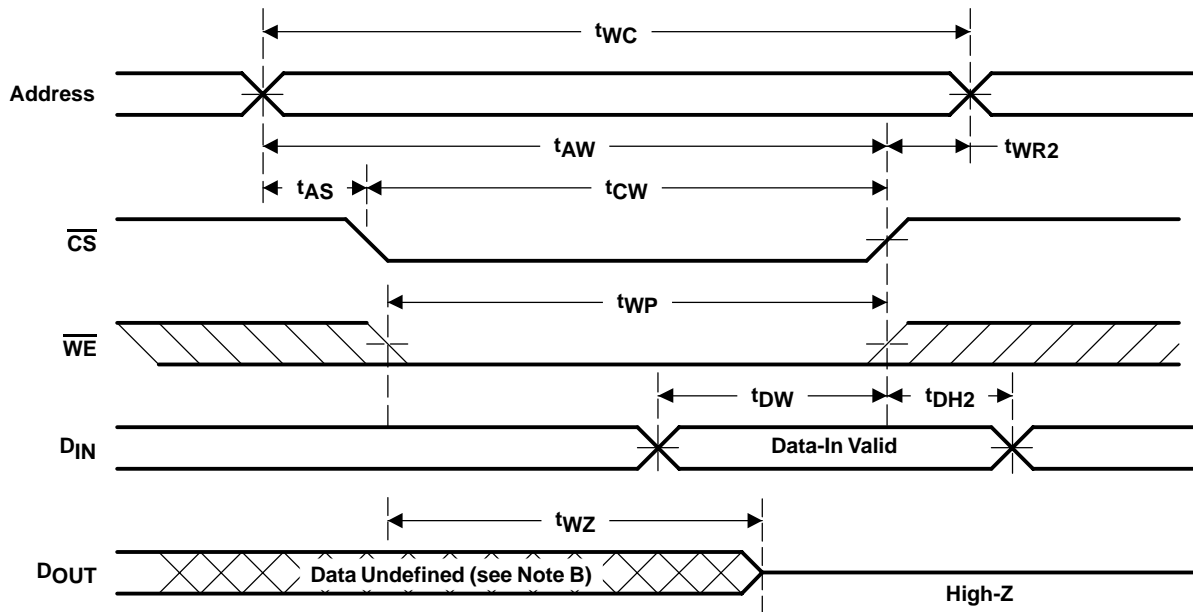 tWC
Address
tAW
tWR2
tAS
tCW
CS
tWP
WE
tDW
tDH2
DIN
Data-In Valid
tWZ
DOUT
Data Undefined (see Note B)
High-Z